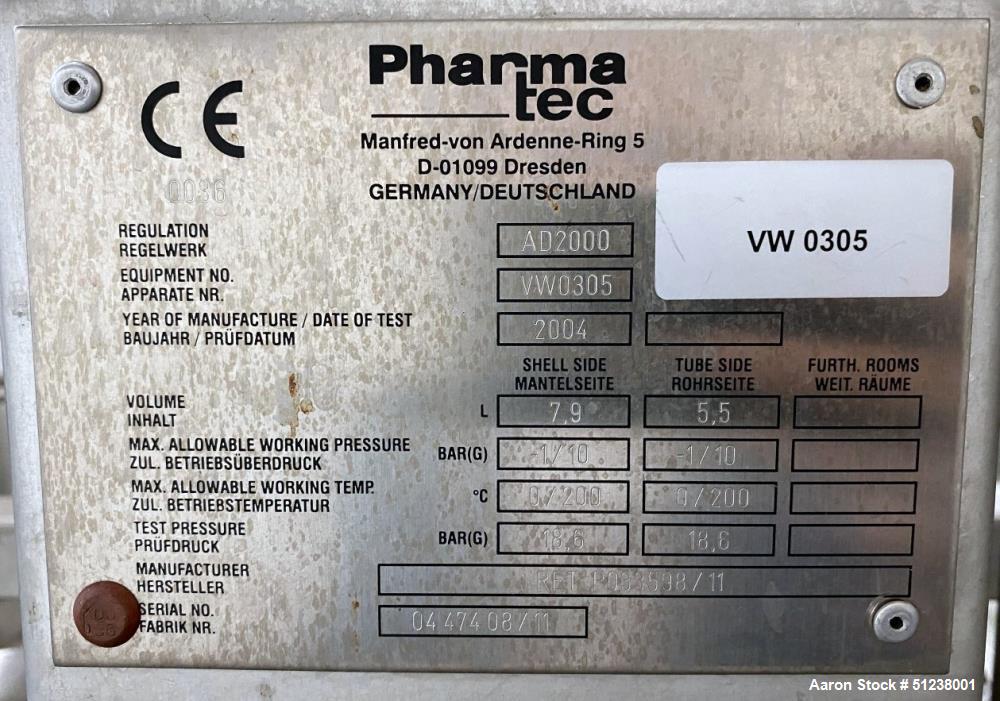 CE
Pharma
tec
Manfred-von Ardenne-Ring 5
D-01099 Dresden
GERMANY/DEUTSCHLAND
0036
VW 0305
REGULATION
REGELWERK
AD2000
EQUIPMENT NO.
APPARATE NR.
VW0305
YEAR OF MANUFACTURE / DATE OF TEST
BAUJAHR / PRÜFDATUM
2004
SHELL SIDE TUBE SIDE FURTH. ROOMS
MANTELSEITE ROHRSEITE WEIT. RÄUME
VOLUME
INHALT
L 7,9 5,5
MAX. ALLOWABLE WORKING PRESSURE
ZUL. BETRIEBSÜBERDRUCK
BAR(G) -1/10 -1/10
MAX. ALLOWABLE WORKING TEMP.
ZUL. BETRIEBSTEMPERATUR
°C 0/200 0/200
TEST PRESSURE
PRÜFDRUCK
BAR(G) 18,6 18,6
MANUFACTURER
HERSTELLER
SERIAL NO.
FABRIK NR.
04 474 08/11
Aaron Stock # 51238001